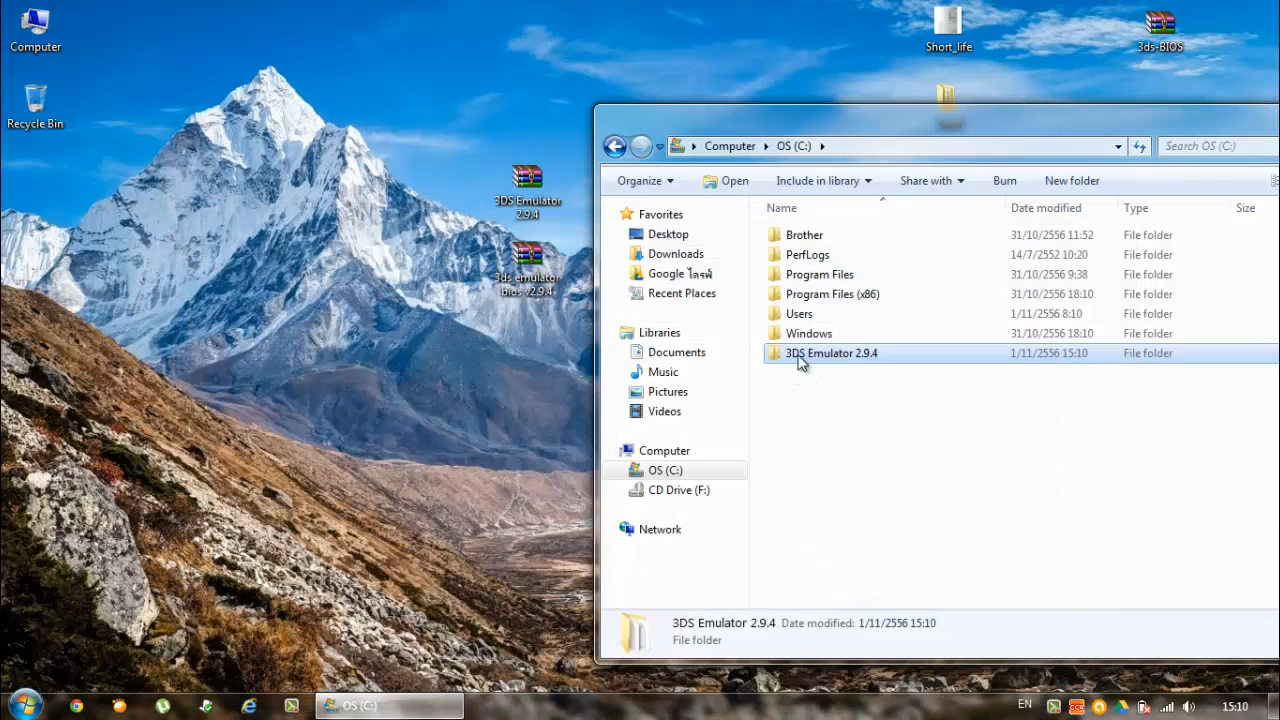 Computer
Recycle Bin
3DS Emulator
2.9.4
3ds emulator
bios v2.9.4
Short_life
3ds-BIOS
Computer
OS (C:)
Search OS (C:)
Organize
Open
Include in library
Share with
Burn
New folder
Favorites
Desktop
Downloads
Google ไดรฟ์
Recent Places
Libraries
Documents
Music
Pictures
Videos
Computer
OS (C:)
CD Drive (F:)
Network
Name Date modified Type Size
Brother 31/10/2556 11:52 File folder
PerfLogs 14/7/2552 10:20 File folder
Program Files 31/10/2556 9:38 File folder
Program Files (x86) 31/10/2556 18:10 File folder
Users 1/11/2556 8:10 File folder
Windows 31/10/2556 18:10 File folder
3DS Emulator 2.9.4 1/11/2556 15:10 File folder
3DS Emulator 2.9.4 Date modified: 1/11/2556 15:10
File folder
OS (C:)
EN
15:10